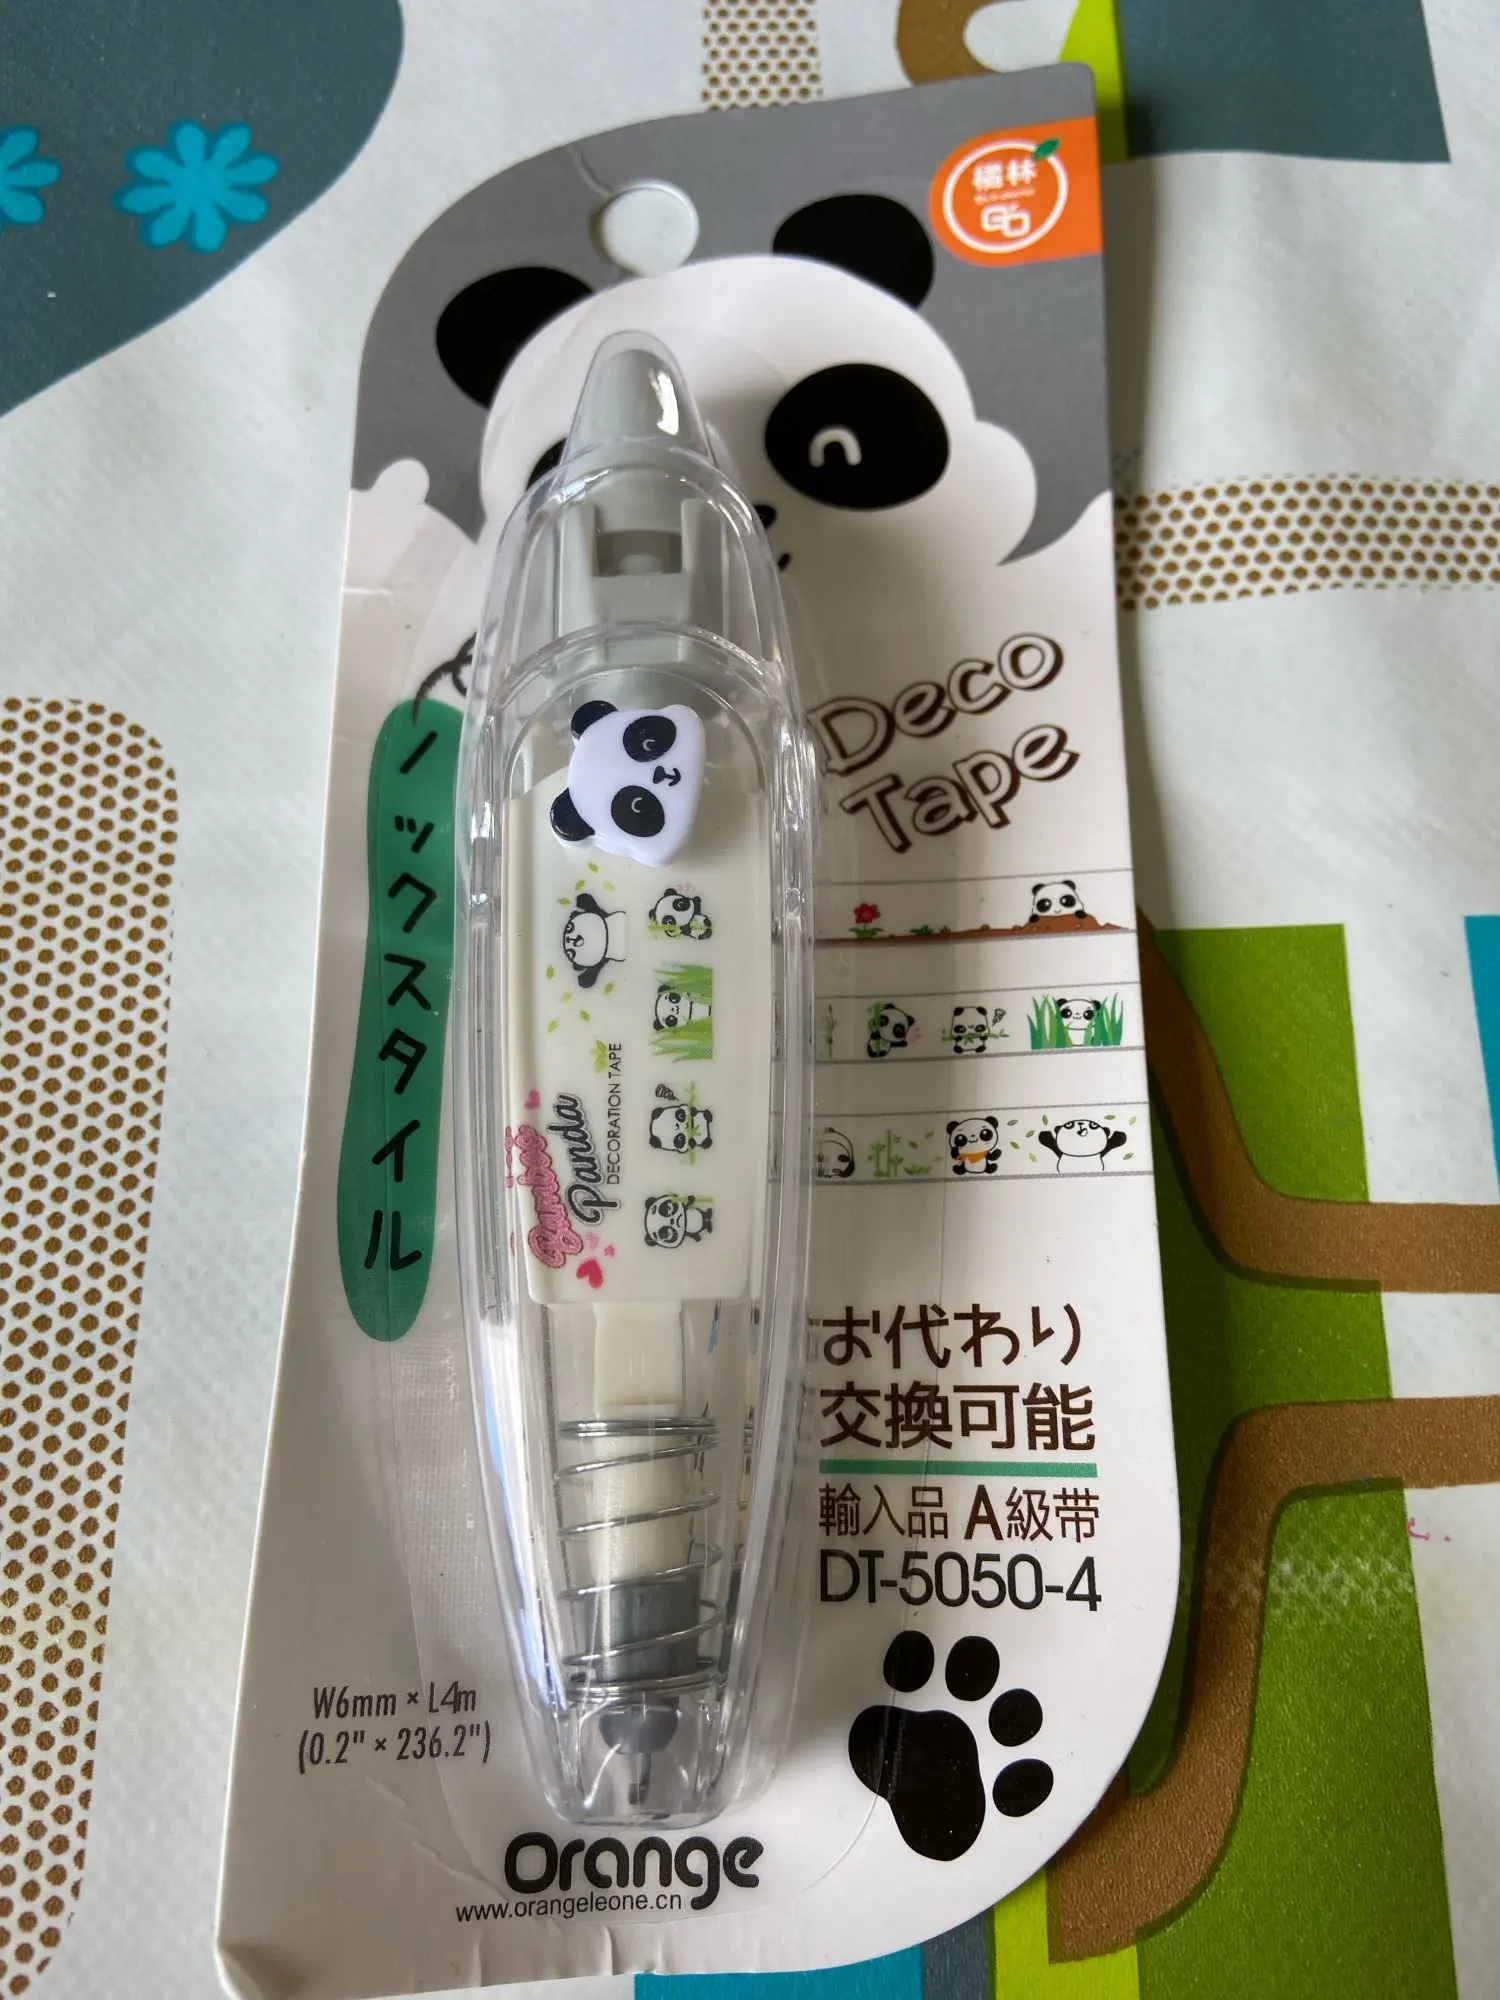 橘林
Deco
Tape
ノックスタイル
Bamboo
Panda
DECORATION TAPE
お代わり
交換可能
輸入品 A級带
DT-5050-4
W6mm × L4m
(0.2" × 236.2")
Orange
www.orangeleone.cn